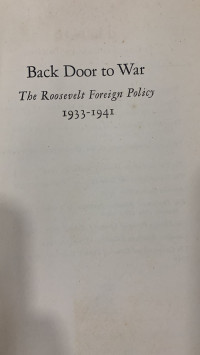 Back Door to War
The Roosevelt Foreign Policy
1933-1941